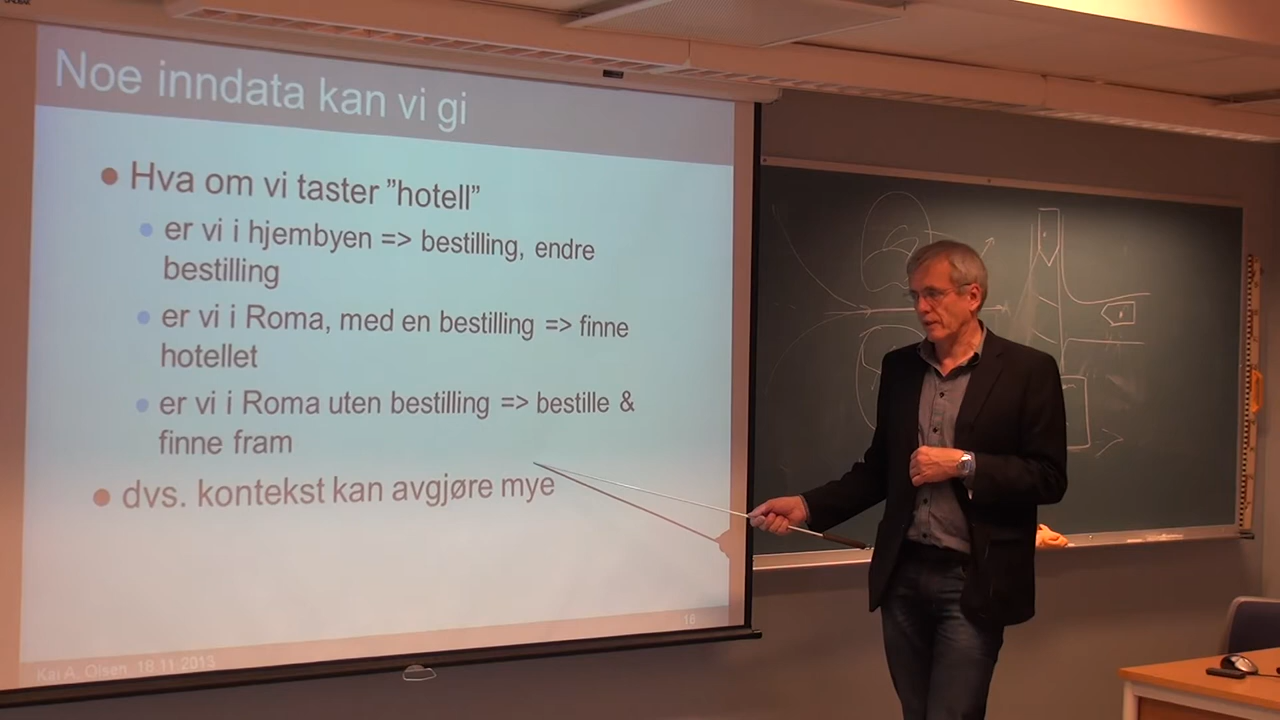 Noe inndata kan vi gi
• Hva om vi taster ”hotell”
• er vi i hjembyen => bestilling, endre
bestilling
• er vi i Roma, med en bestilling => finne
hotellet
• er vi i Roma uten bestilling => bestille &
finne fram
• dvs. kontekst kan avgjøre mye
Kai A. Olsen, 18.11.2013
16